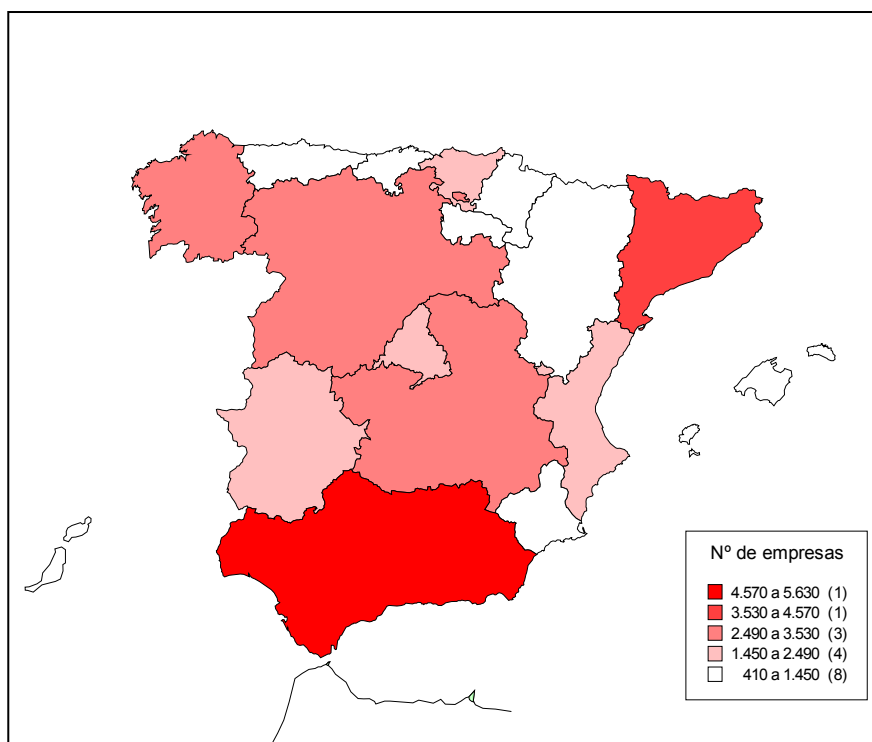 Nº de empresas
4.570 a 5.630 (1)
3.530 a 4.570 (1)
2.490 a 3.530 (3)
1.450 a 2.490 (4)
410 a 1.450 (8)